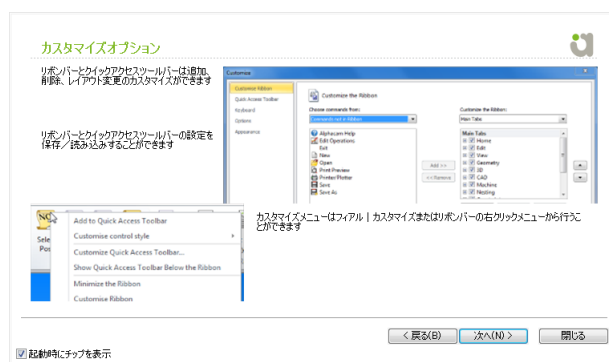 カスタマイズオプション
リボンバーとクイックアクセスツールバーは追加、
削除、レイアウト変更のカスタマイズができます
リボンバーとクイックアクセスツールバーの設定を
保存／読み込みすることができます
Customize
Customise Ribbon
Quick Access Toolbar
Keyboard
Options
Appearance
Customize the Ribbon
Choose commands from:
Commands not in Ribbon
Alphacam Help
Edit Operations
Exit
New
Open
Print Preview
Printer/Plotter
Save
Save As
Add >>
<< Remove
Customize the Ribbon:
Main Tabs
Main Tabs
Home
Edit
View
Geometry
3D
CAD
Machine
Nesting
NC
Sele
Pos
Add to Quick Access Toolbar
Customise control style
Customize Quick Access Toolbar...
Show Quick Access Toolbar Below the Ribbon
Minimize the Ribbon
Customise Ribbon
カスタマイズメニューはフィアル | カスタマイズまたはリボンバーの右クリックメニューから行うこ
とができます
< 戻る(B)
次へ(N) >
閉じる
起動時にチップを表示